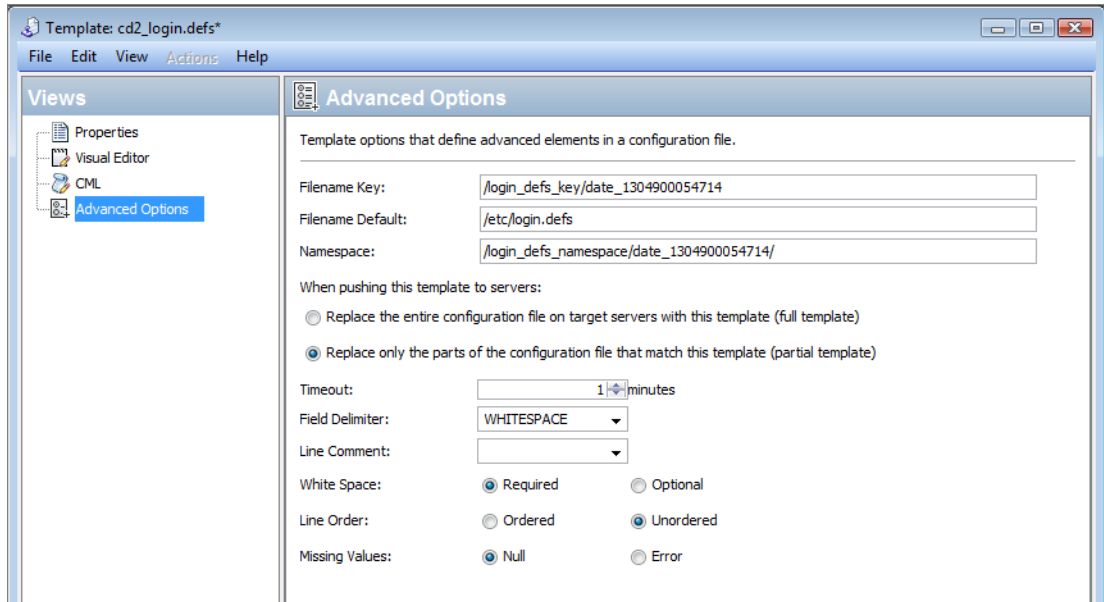 Template: cd2_login.defs*
File Edit View Actions Help
Views
Properties
Visual Editor
CML
Advanced Options
Advanced Options
Template options that define advanced elements in a configuration file.
Filename Key: /login_defs_key/date_1304900054714
Filename Default: /etc/login.defs
Namespace: /login_defs_namespace/date_1304900054714/
When pushing this template to servers:
Replace the entire configuration file on target servers with this template (full template)
Replace only the parts of the configuration file that match this template (partial template)
Timeout: 1 minutes
Field Delimiter: WHITESPACE
Line Comment:
White Space: Required Optional
Line Order: Ordered Unordered
Missing Values: Null Error